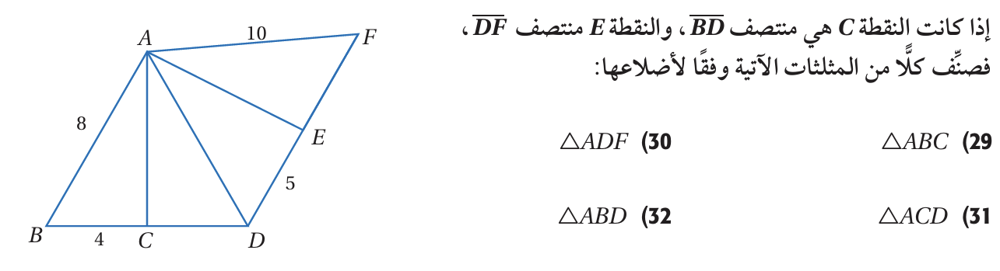 إذا كانت النقطة C هي منتصف BD، والنقطة E منتصف DF،
فصنِّف كلًّا من المثلثات الآتية وفقًا لأضلاعها:
29) △ABC
30) △ADF
31) △ACD
32) △ABD
A
10
F
8
E
5
B
4
C
D